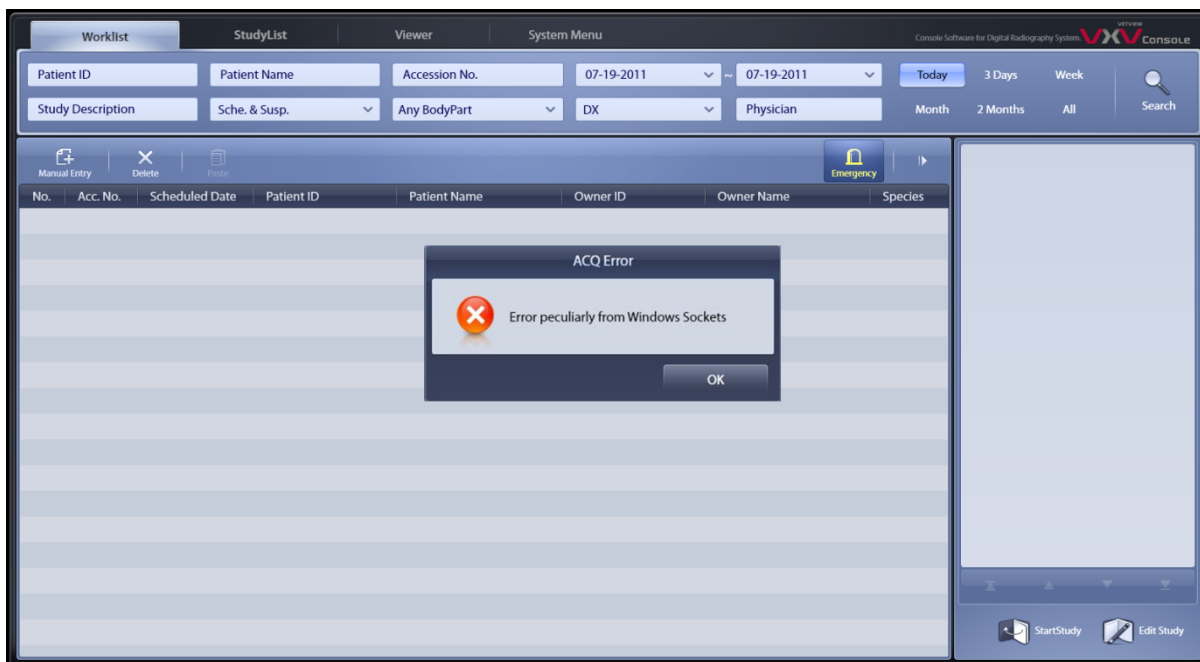 Worklist StudyList Viewer System Menu Console Software for Digital Radiography System. VETVIEW VXV Console
Patient ID Patient Name Accession No. 07-19-2011 ~ 07-19-2011 Today 3 Days Week
Study Description Sche. & Susp. Any BodyPart DX Physician Month 2 Months All Search
Manual Entry Delete Paste Emergency
No. Acc. No. Scheduled Date Patient ID Patient Name Owner ID Owner Name Species
ACQ Error
Error peculiarly from Windows Sockets
OK
StartStudy Edit Study